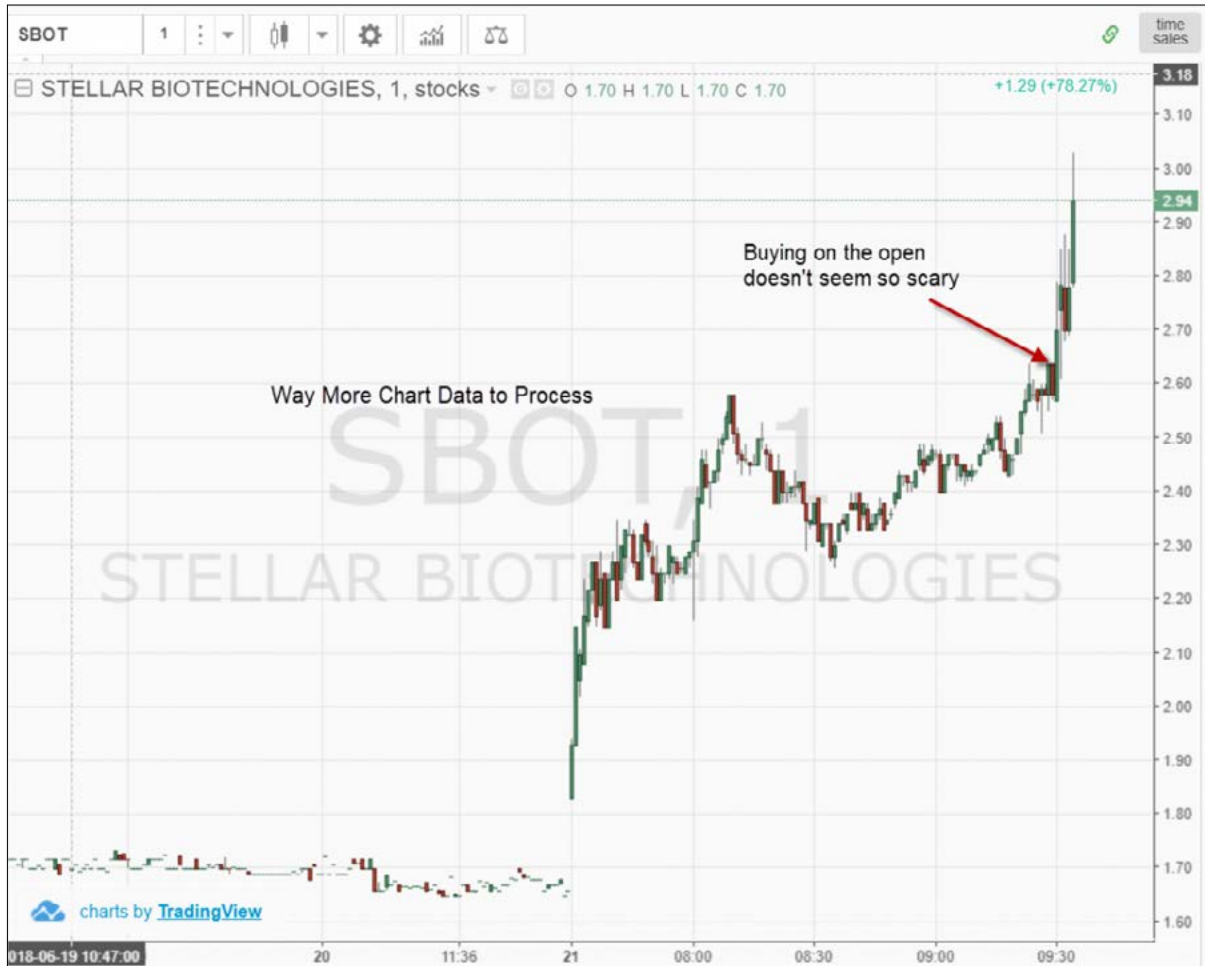 SBOT 1 time
sales
STELLAR BIOTECHNOLOGIES, 1, stocks O 1.70 H 1.70 L 1.70 C 1.70 +1.29 (+78.27%)
3.18
3.10
3.00
2.94
2.90
Buying on the open
doesn't seem so scary
2.80
2.70
Way More Chart Data to Process
2.60
SBOT, 1
2.50
2.40
2.30
STELLAR BIOTECHNOLOGIES
2.20
2.10
2.00
1.90
1.80
1.70
charts by TradingView
1.60
018-06-19 10:47:00 20 11:36 21 08:00 08:30 09:00 09:30